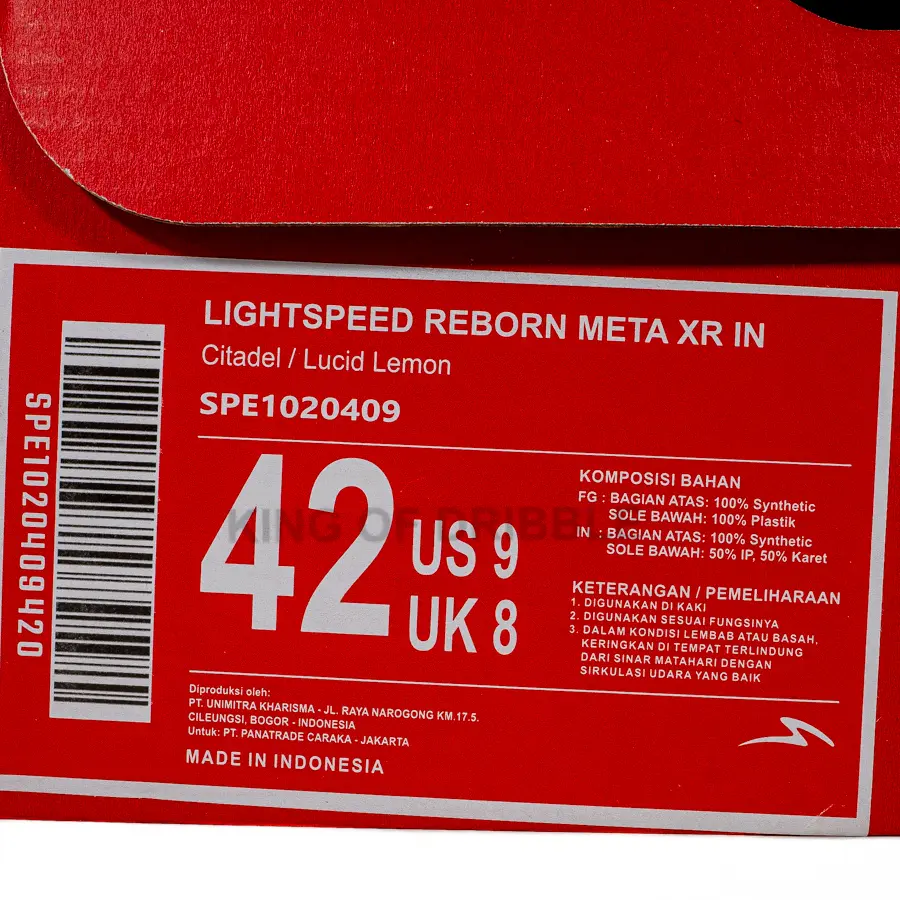 LIGHTSPEED REBORN META XR IN
Citadel / Lucid Lemon
SPE1020409
SPE1020409420
42
US 9
UK 8
KING OF DRIBBLE
KOMPOSISI BAHAN
FG : BAGIAN ATAS: 100% Synthetic
SOLE BAWAH: 100% Plastik
IN : BAGIAN ATAS: 100% Synthetic
SOLE BAWAH: 50% IP, 50% Karet
KETERANGAN / PEMELIHARAAN
1. DIGUNAKAN DI KAKI
2. DIGUNAKAN SESUAI FUNGSINYA
3. DALAM KONDISI LEMBAB ATAU BASAH,
KERINGKAN DI TEMPAT TERLINDUNG
DARI SINAR MATAHARI DENGAN
SIRKULASI UDARA YANG BAIK
Diproduksi oleh:
PT. UNIMITRA KHARISMA - JL. RAYA NAROGONG KM.17.5.
CILEUNGSI, BOGOR - INDONESIA
Untuk: PT. PANATRADE CARAKA - JAKARTA
MADE IN INDONESIA